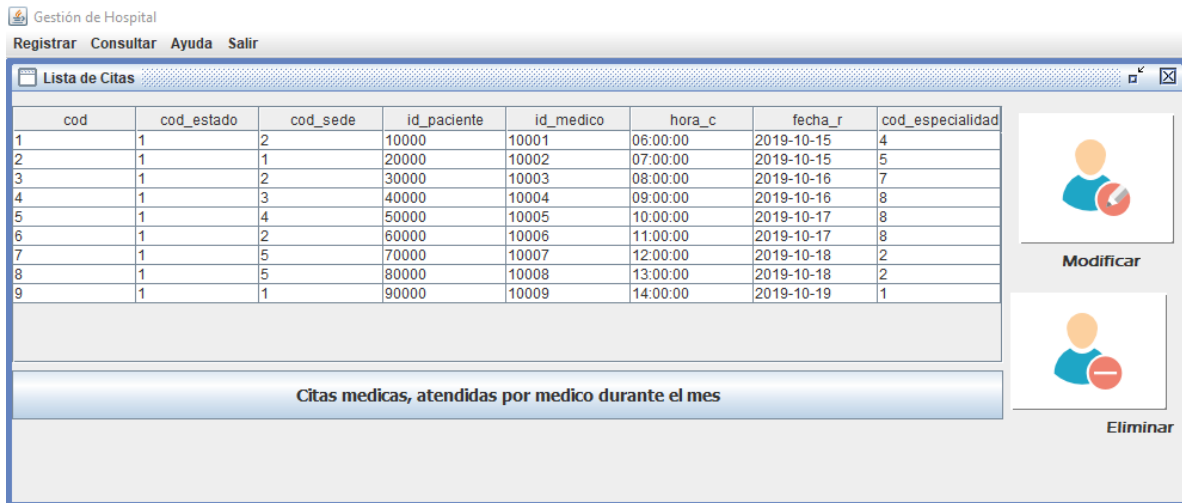 Gestión de Hospital
Registrar Consultar Ayuda Salir
Lista de Citas
cod cod_estado cod_sede id_paciente id_medico hora_c fecha_r cod_especialidad
1 1 2 10000 10001 06:00:00 2019-10-15 4
2 1 1 20000 10002 07:00:00 2019-10-15 5
3 1 2 30000 10003 08:00:00 2019-10-16 7
4 1 3 40000 10004 09:00:00 2019-10-16 8
5 1 4 50000 10005 10:00:00 2019-10-17 8
6 1 2 60000 10006 11:00:00 2019-10-17 8
7 1 5 70000 10007 12:00:00 2019-10-18 2
8 1 5 80000 10008 13:00:00 2019-10-18 2
9 1 1 90000 10009 14:00:00 2019-10-19 1
Modificar
Citas medicas, atendidas por medico durante el mes
Eliminar